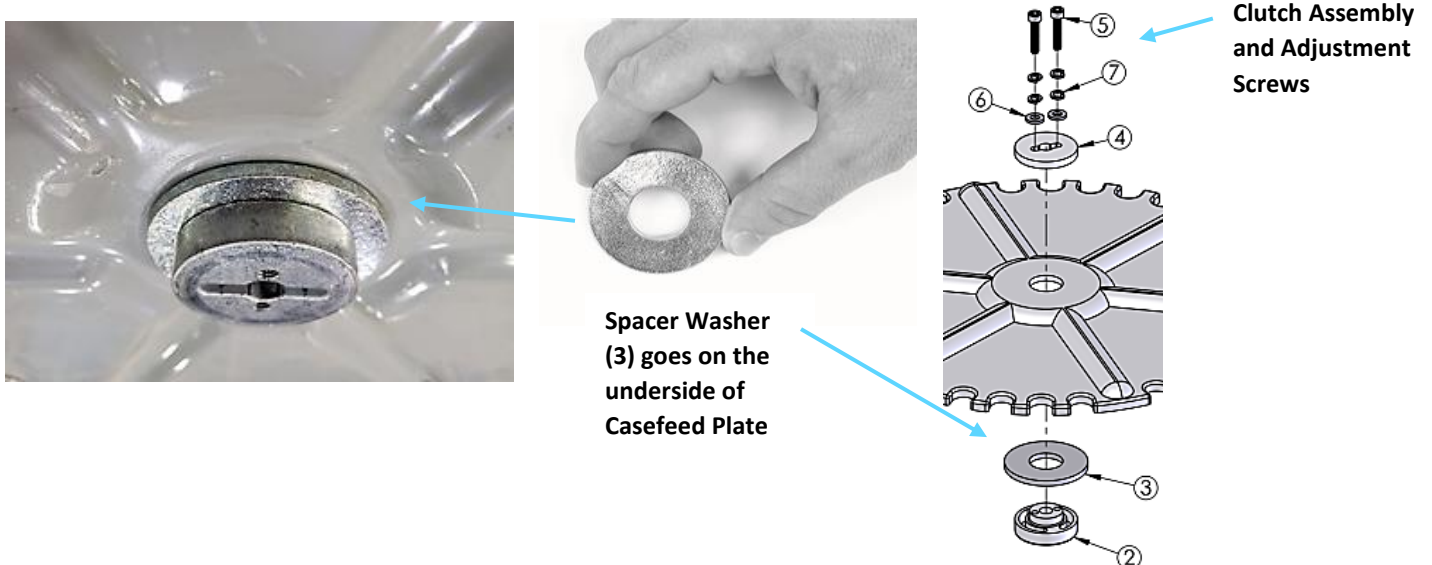 Clutch Assembly
and Adjustment
Screws
5
7
6
4
Spacer Washer
(3) goes on the
underside of
Casefeed Plate
3
2